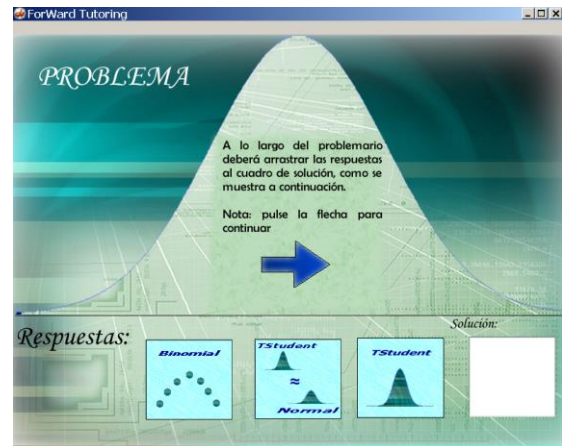 ForWard Tutoring
PROBLEMA
A lo largo del problemario
deberá arrastrar las respuestas
al cuadro de solución, como se
muestra a continuación.
Nota: pulse la flecha para
continuar
Respuestas:
Solución:
Binomial
TStudent
≈
Normal
TStudent